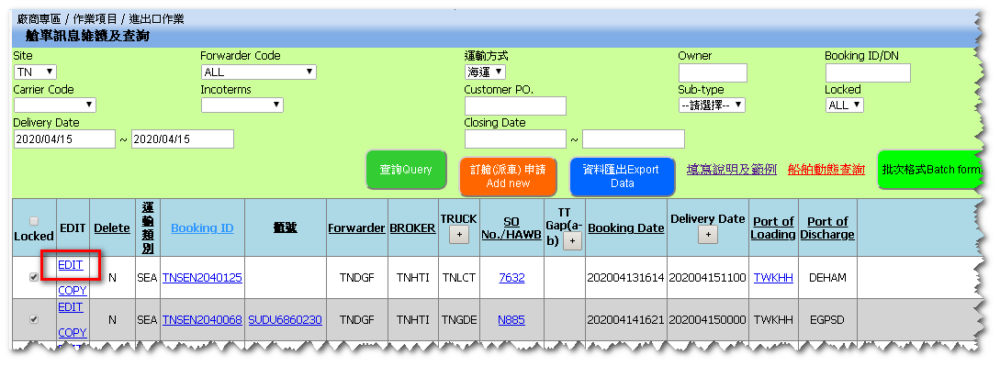 廠商專區 / 作業項目 / 進出口作業
艙單訊息維護及查詢
Site Forwarder Code 運輸方式 Owner Booking ID/DN
TN ALL 海運
Carrier Code Incoterms Customer PO. Sub-type Locked
--請選擇-- ALL
Delivery Date Closing Date
2020/04/15 ~ 2020/04/15 ~
查詢Query 訂艙(派車) 申請 Add new 資料匯出Export Data 填寫說明及範例 船舶動態查詢 批次格式Batch form
Locked EDIT Delete 運輸類別 Booking ID 櫃號 Forwarder BROKER TRUCK + SO No./HAWB TT Gap(a-b) + Booking Date Delivery Date + Port of Loading Port of Discharge
EDIT
N SEA TNSEN2040125 TNDGF TNHTI TNLCT 7632 202004131614 202004151100 TWKHH DEHAM
COPY
EDIT
N SEA TNSEN2040068 SUDU6860230 TNDGF TNHTI TNGDE N885 202004141621 202004150000 TWKHH EGPSD
COPY